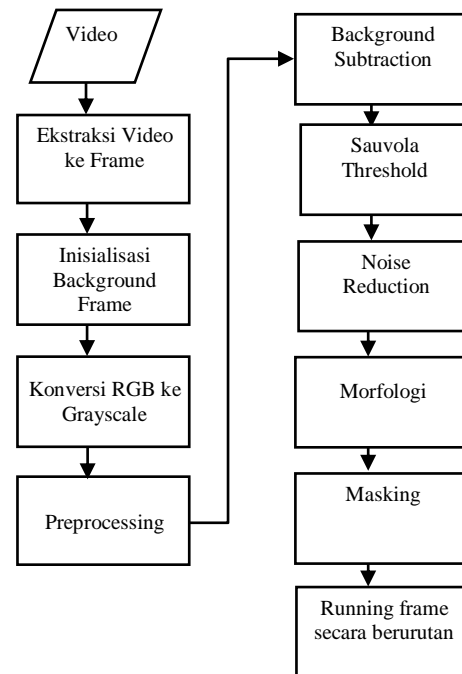 Video
Ekstraksi Video
ke Frame
Inisialisasi
Background
Frame
Konversi RGB ke
Grayscale
Preprocessing
Background
Subtraction
Sauvola
Threshold
Noise
Reduction
Morfologi
Masking
Running frame
secara berurutan